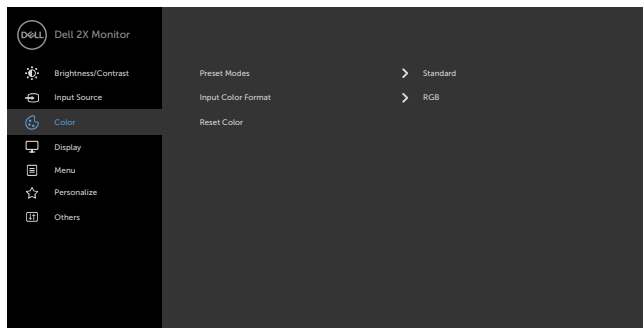 DELL Dell 2X Monitor
Brightness/Contrast Preset Modes Standard
Input Source Input Color Format RGB
Color Reset Color
Display
Menu
Personalize
Others